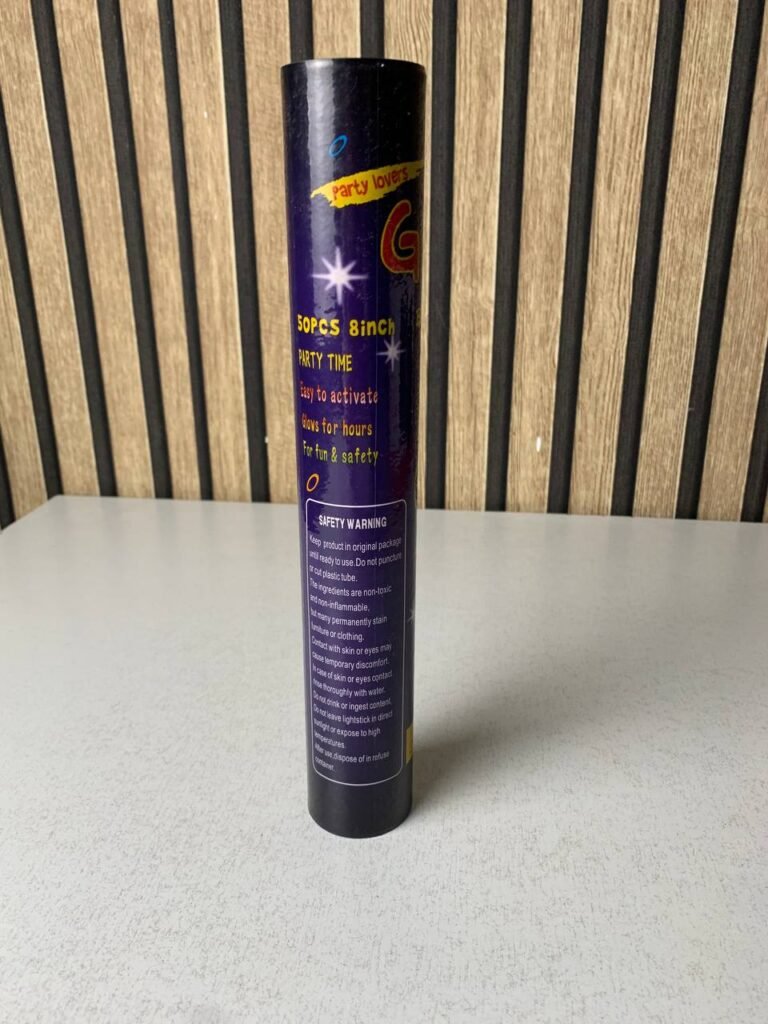 Party lovers
G
50PCS 8inch
PARTY TIME
Easy to activate
Glows for hours
For fun & safety
SAFETY WARNING
Keep product in original package
until ready to use.Do not puncture
or cut plastic tube.
The ingredients are non-toxic
and non-inflammable,
but many permanently stain
furniture or clothing.
Contact with skin or eyes may
cause temporary discomfort.
In case of skin or eyes contact,
rinse thoroughly with water.
Do not drink or ingest content.
Do not leave lightstick in direct
sunlight or expose to high
temperatures.
After use,dispose of in refuse
container.